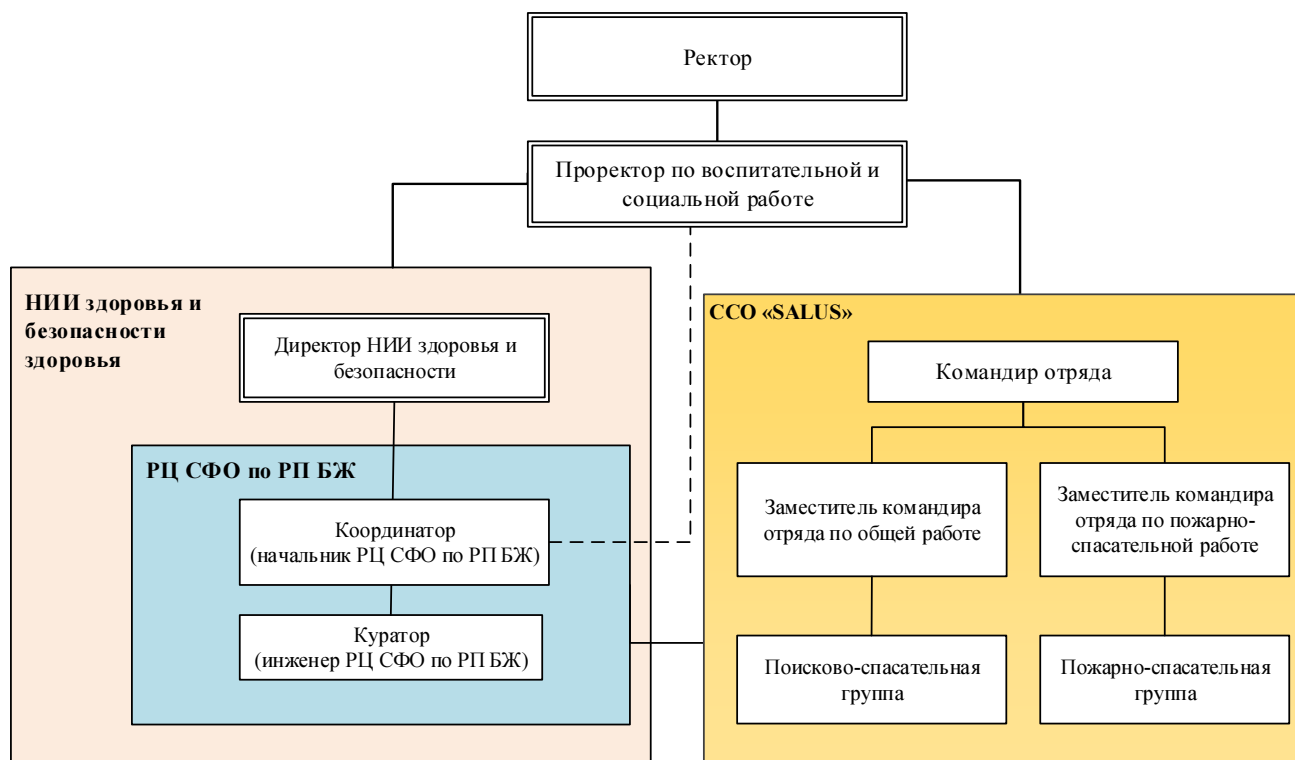 Ректор
Проректор по воспитательной и
социальной работе
НИИ здоровья и
безопасности
здоровья
Директор НИИ здоровья и
безопасности
РЦ СФО по РП БЖ
Координатор
(начальник РЦ СФО по РП БЖ)
Куратор
(инженер РЦ СФО по РП БЖ)
ССО «SALUS»
Командир отряда
Заместитель командира
отряда по общей работе
Заместитель командира
отряда по пожарно-
спасательной работе
Поисково-спасательная
группа
Пожарно-спасательная
группа